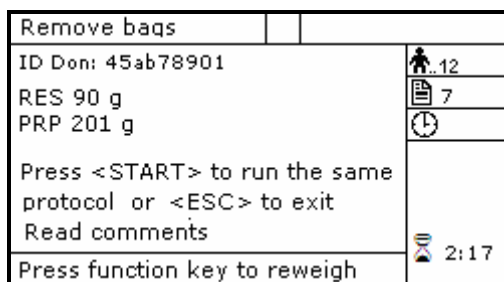 Remove bags
ID Don: 45ab78901
..12
RES 90 g
7
PRP 201 g
Press <START> to run the same
protocol or <ESC> to exit
Read comments
2:17
Press function key to reweigh